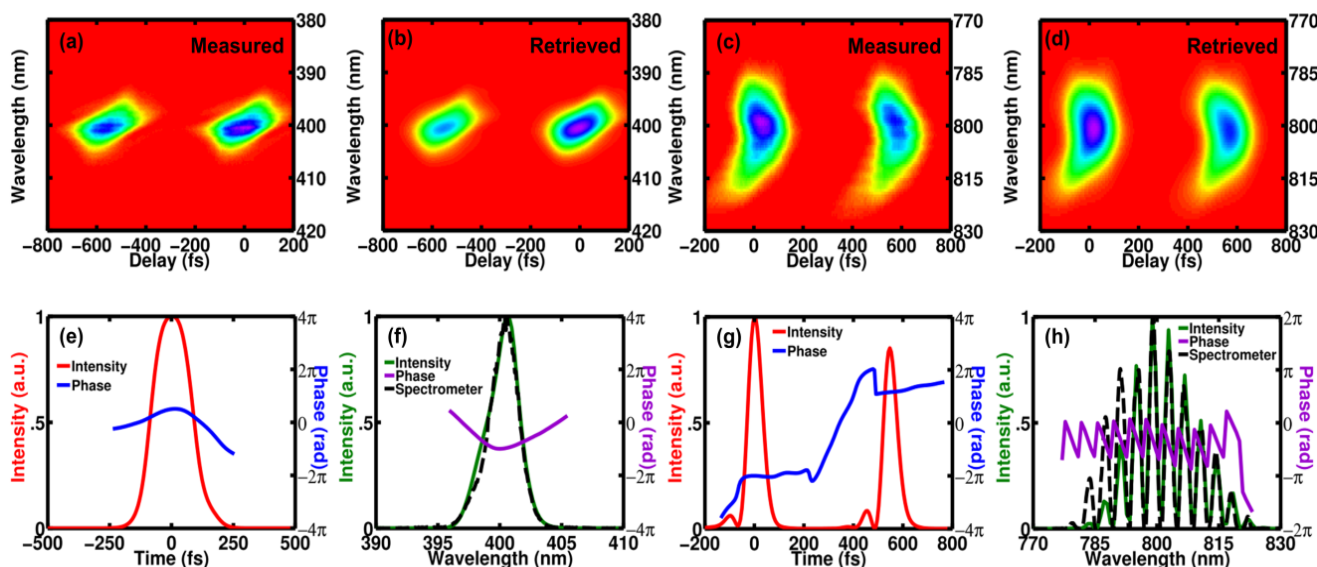 (a) Measured
Wavelength (nm)
380
390
400
410
420
−800 −600 −400 −200 0 200
Delay (fs)
(b) Retrieved
Wavelength (nm)
380
390
400
410
420
−800 −600 −400 −200 0 200
Delay (fs)
(c) Measured
Wavelength (nm)
770
785
800
815
830
−200 0 200 400 600 800
Delay (fs)
(d) Retrieved
Wavelength (nm)
770
785
800
815
830
−200 0 200 400 600 800
Delay (fs)
(e)
Intensity
Phase
Intensity (a.u.)
1
.5
0
4π
2π
0
−2π
−4π
Phase (rad)
−500 −250 0 250 500
Time (fs)
(f)
Intensity
Phase
Spectrometer
Intensity (a.u.)
1
.5
0
4π
2π
0
−2π
−4π
Phase (rad)
390 395 400 405 410
Wavelength (nm)
(g)
Intensity
Phase
Intensity (a.u.)
1
.5
0
4π
2π
0
−2π
−4π
Phase (rad)
−200 0 200 400 600 800
Time (fs)
(h)
Intensity
Phase
Spectrometer
Intensity (a.u.)
1
.5
0
2π
π
0
−π
−2π
Phase (rad)
770 785 800 815 830
Wavelength (nm)